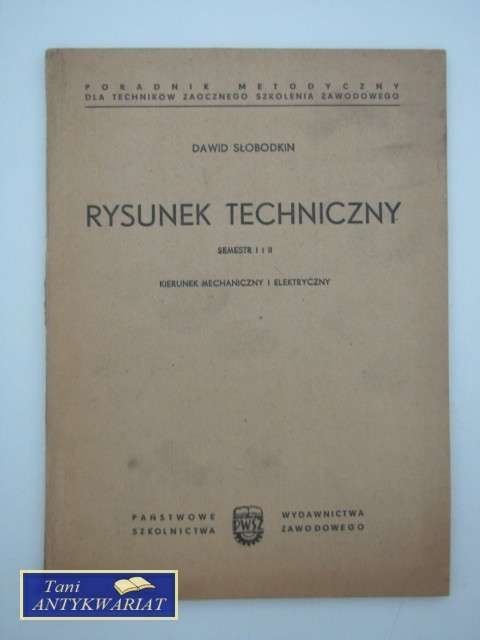 PORADNIK METODYCZNY
DLA TECHNIKÓW ZAOCZNEGO SZKOLENIA ZAWODOWEGO
DAWID SŁOBODKIN
RYSUNEK TECHNICZNY
SEMESTR I i II
KIERUNEK MECHANICZNY I ELEKTRYCZNY
PAŃSTWOWE WYDAWNICTWA
SZKOLNICTWA ZAWODOWEGO
PWSZ
Tani
ANTYKWARIAT